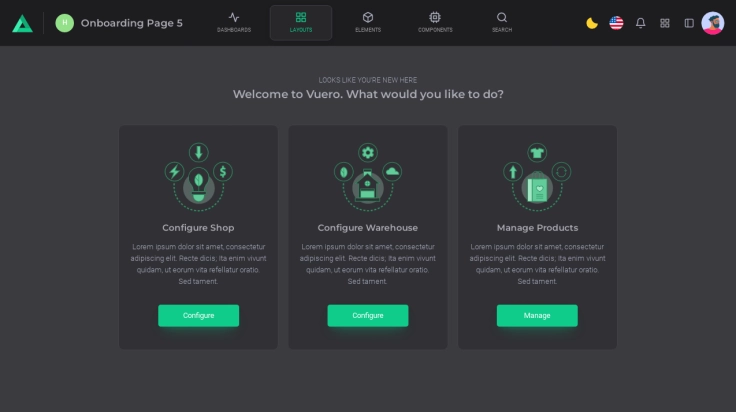 H
Onboarding Page 5
DASHBOARDS
LAYOUTS
ELEMENTS
COMPONENTS
SEARCH
LOOKS LIKE YOU'RE NEW HERE
Welcome to Vuero. What would you like to do?
$
Configure Shop
Lorem ipsum dolor sit amet, consectetur
adipiscing elit. Recte dicis; Ita enim vivunt
quidam, ut eorum vita refellatur oratio.
Sed tament
Configure
Configure Warehouse
Lorem ipsum dolor sit amet, consectetur
adipiscing elit. Recte dicis; Ita enim vivunt
quidam, ut eorum vita refellatur oratio.
Sed tament
Configure
Manage Products
Lorem ipsum dolor sit amet, consectetur
adipiscing elit. Recte dicis; Ita enim vivunt
quidam, ut eorum vita refellatur oratio.
Sed tament
Manage